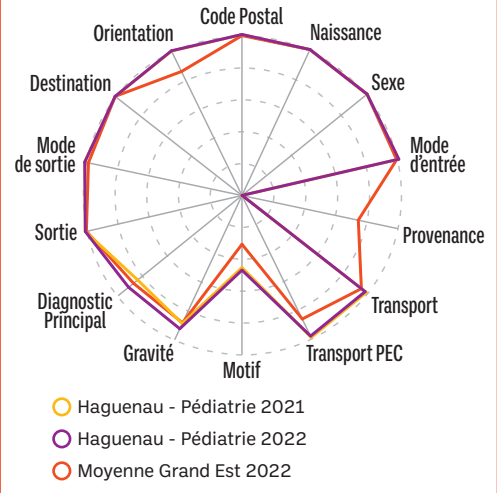 Code Postal
Naissance
Sexe
Mode
d'entrée
Provenance
Transport
Transport PEC
Motif
Gravité
Diagnostic
Principal
Sortie
Mode
de sortie
Destination
Orientation
Haguenau - Pédiatrie 2021
Haguenau - Pédiatrie 2022
Moyenne Grand Est 2022